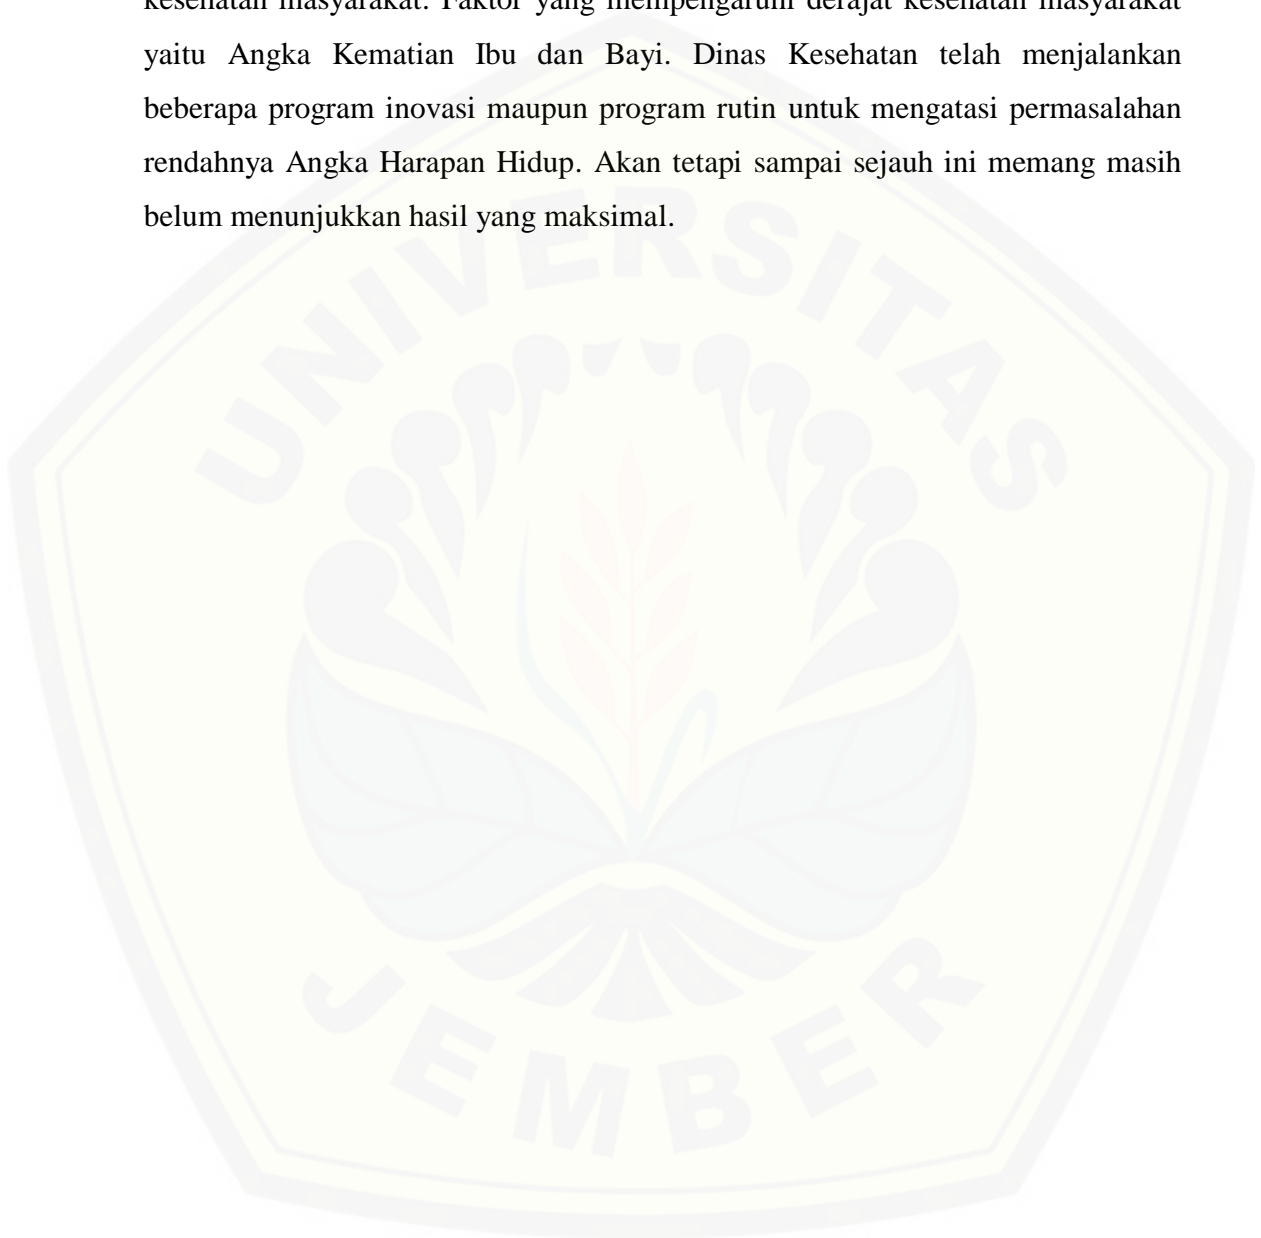 kesehatan masyarakat. Faktor yang mempengaruhi derajat kesehatan masyarakat
yaitu Angka Kematian Ibu dan Bayi. Dinas Kesehatan telah menjalankan
beberapa program inovasi maupun program rutin untuk mengatasi permasalahan
rendahnya Angka Harapan Hidup. Akan tetapi sampai sejauh ini memang masih
belum menunjukkan hasil yang maksimal.
UNIVERSITAS
JEMBER